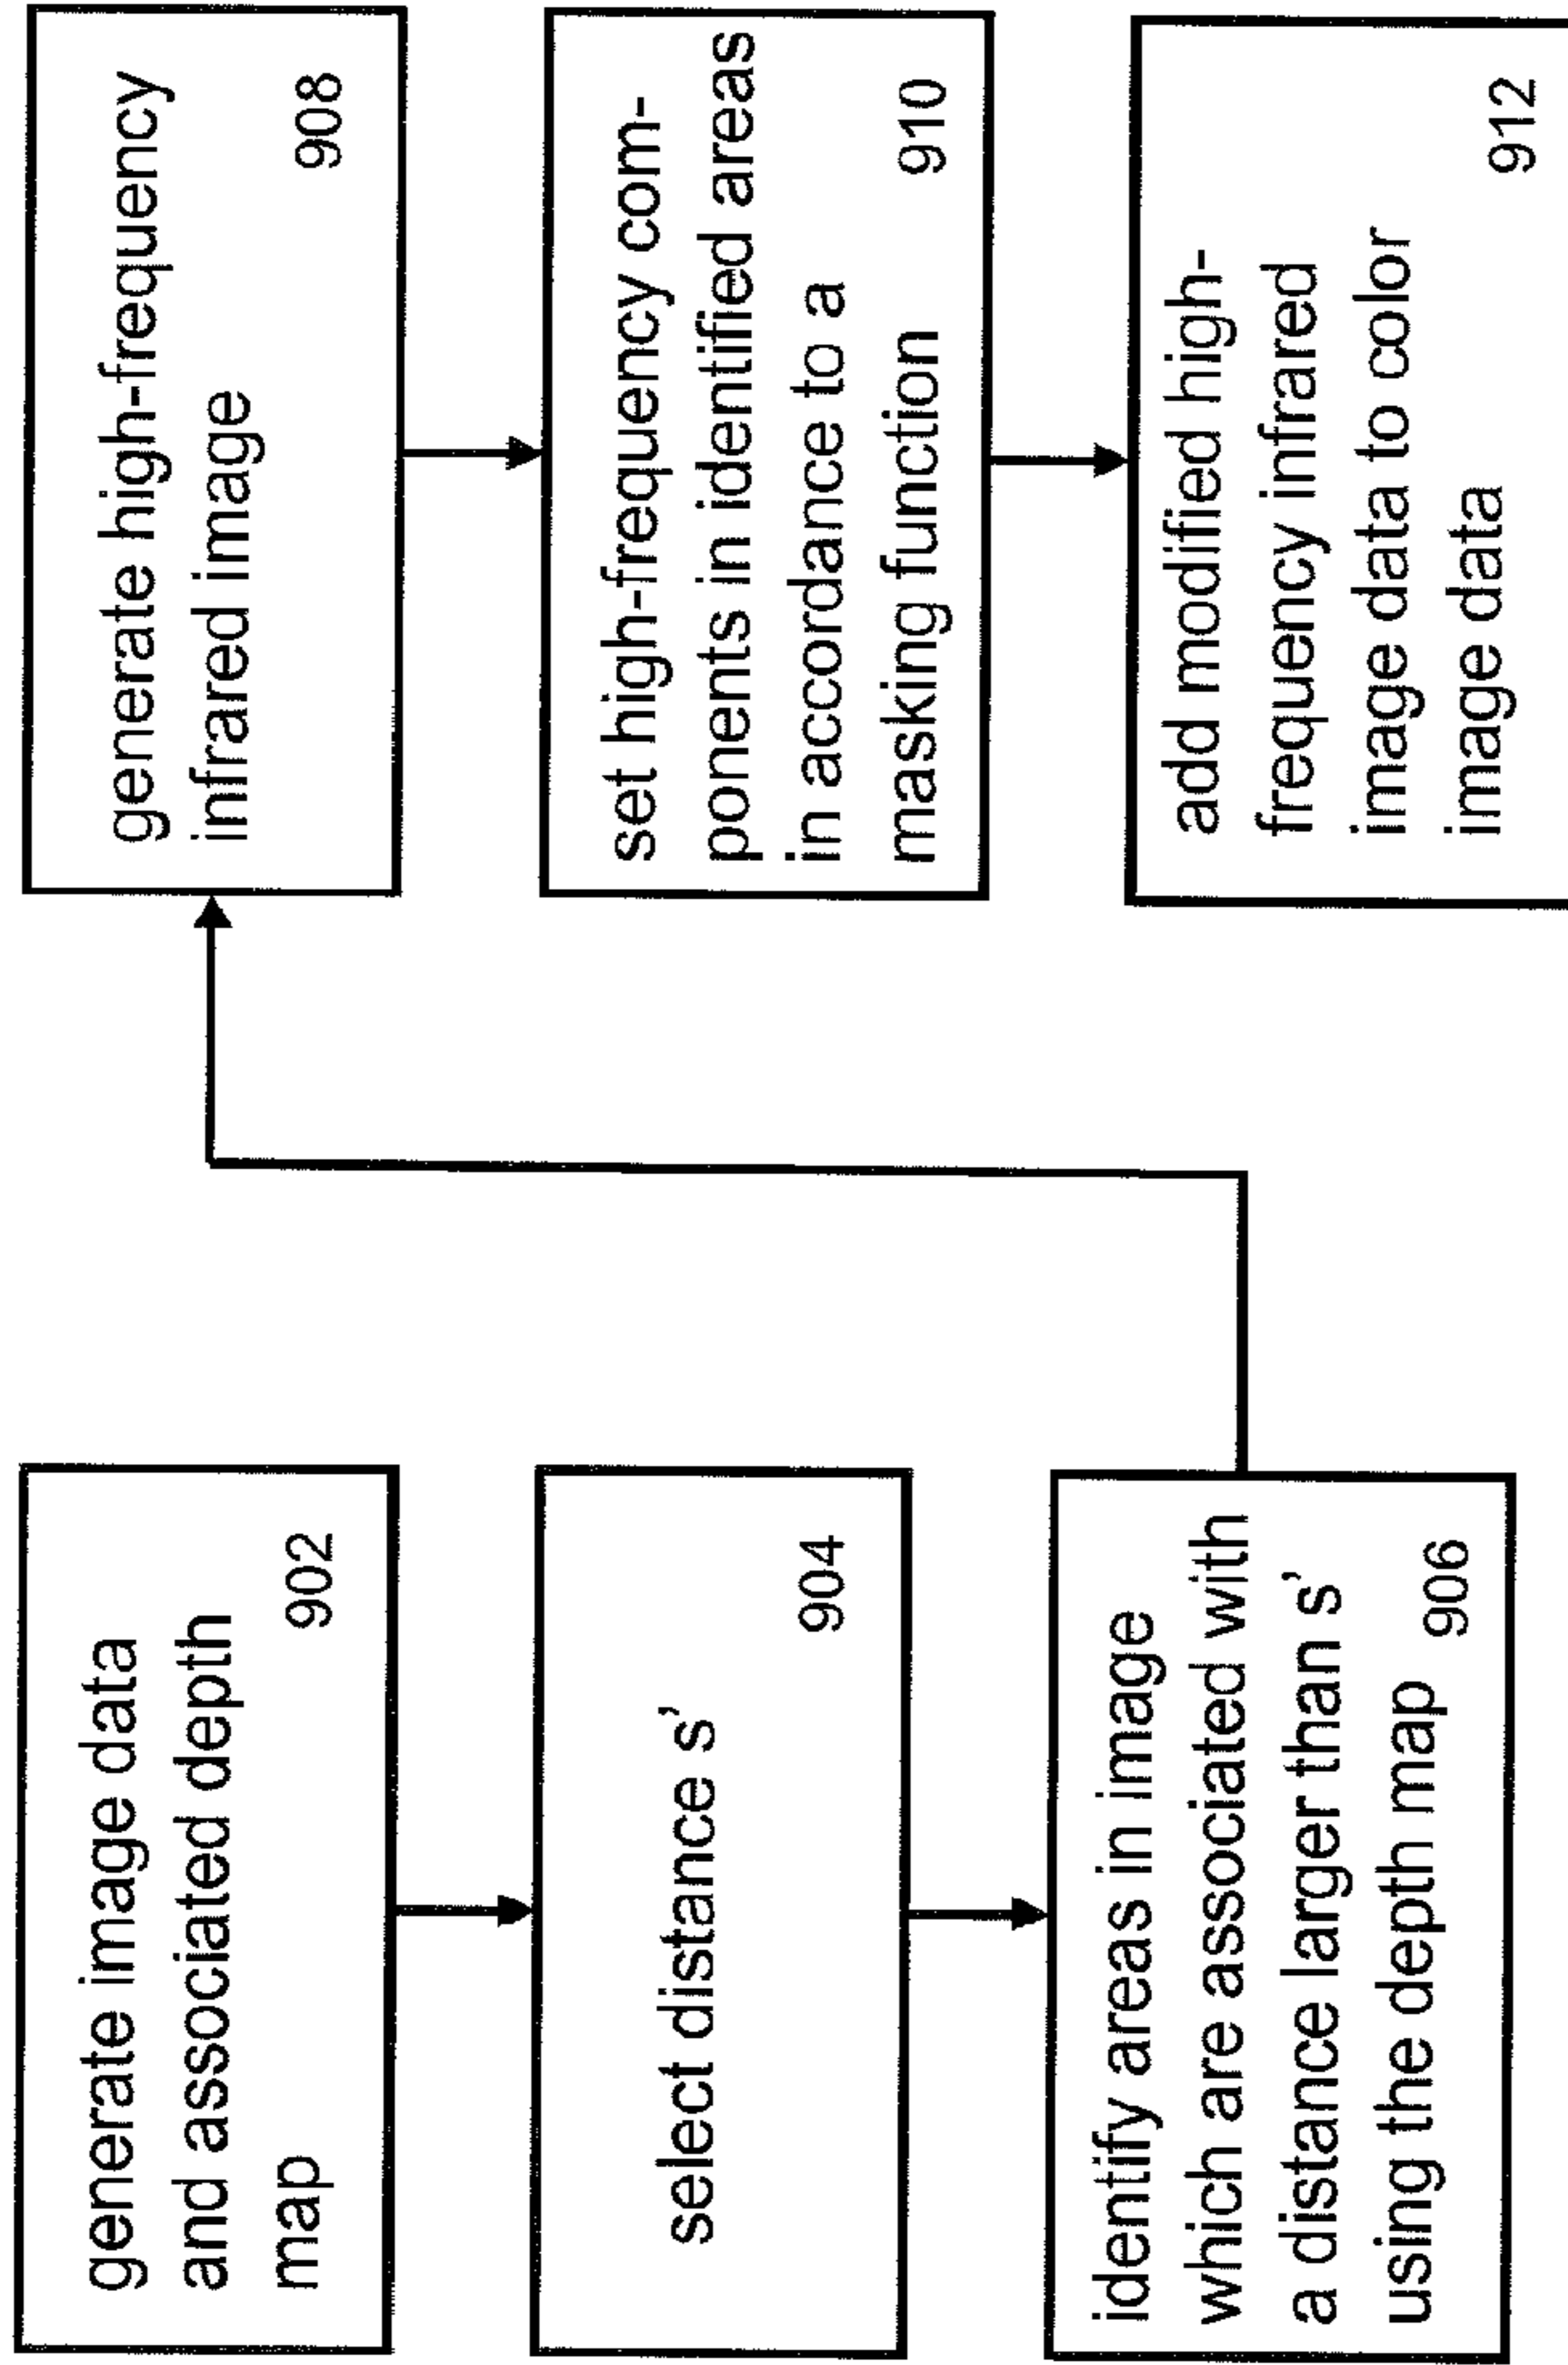 generate image data
and associated depth
map
902
select distance s'
904
identify areas in image
which are associated with
a distance larger than s'
using the depth map
906
generate high-frequency
infrared image
908
set high-frequency com-
ponents in identified areas
in accordance to a
masking function
910
add modified high-
frequency infrared
image data to color
image data
912